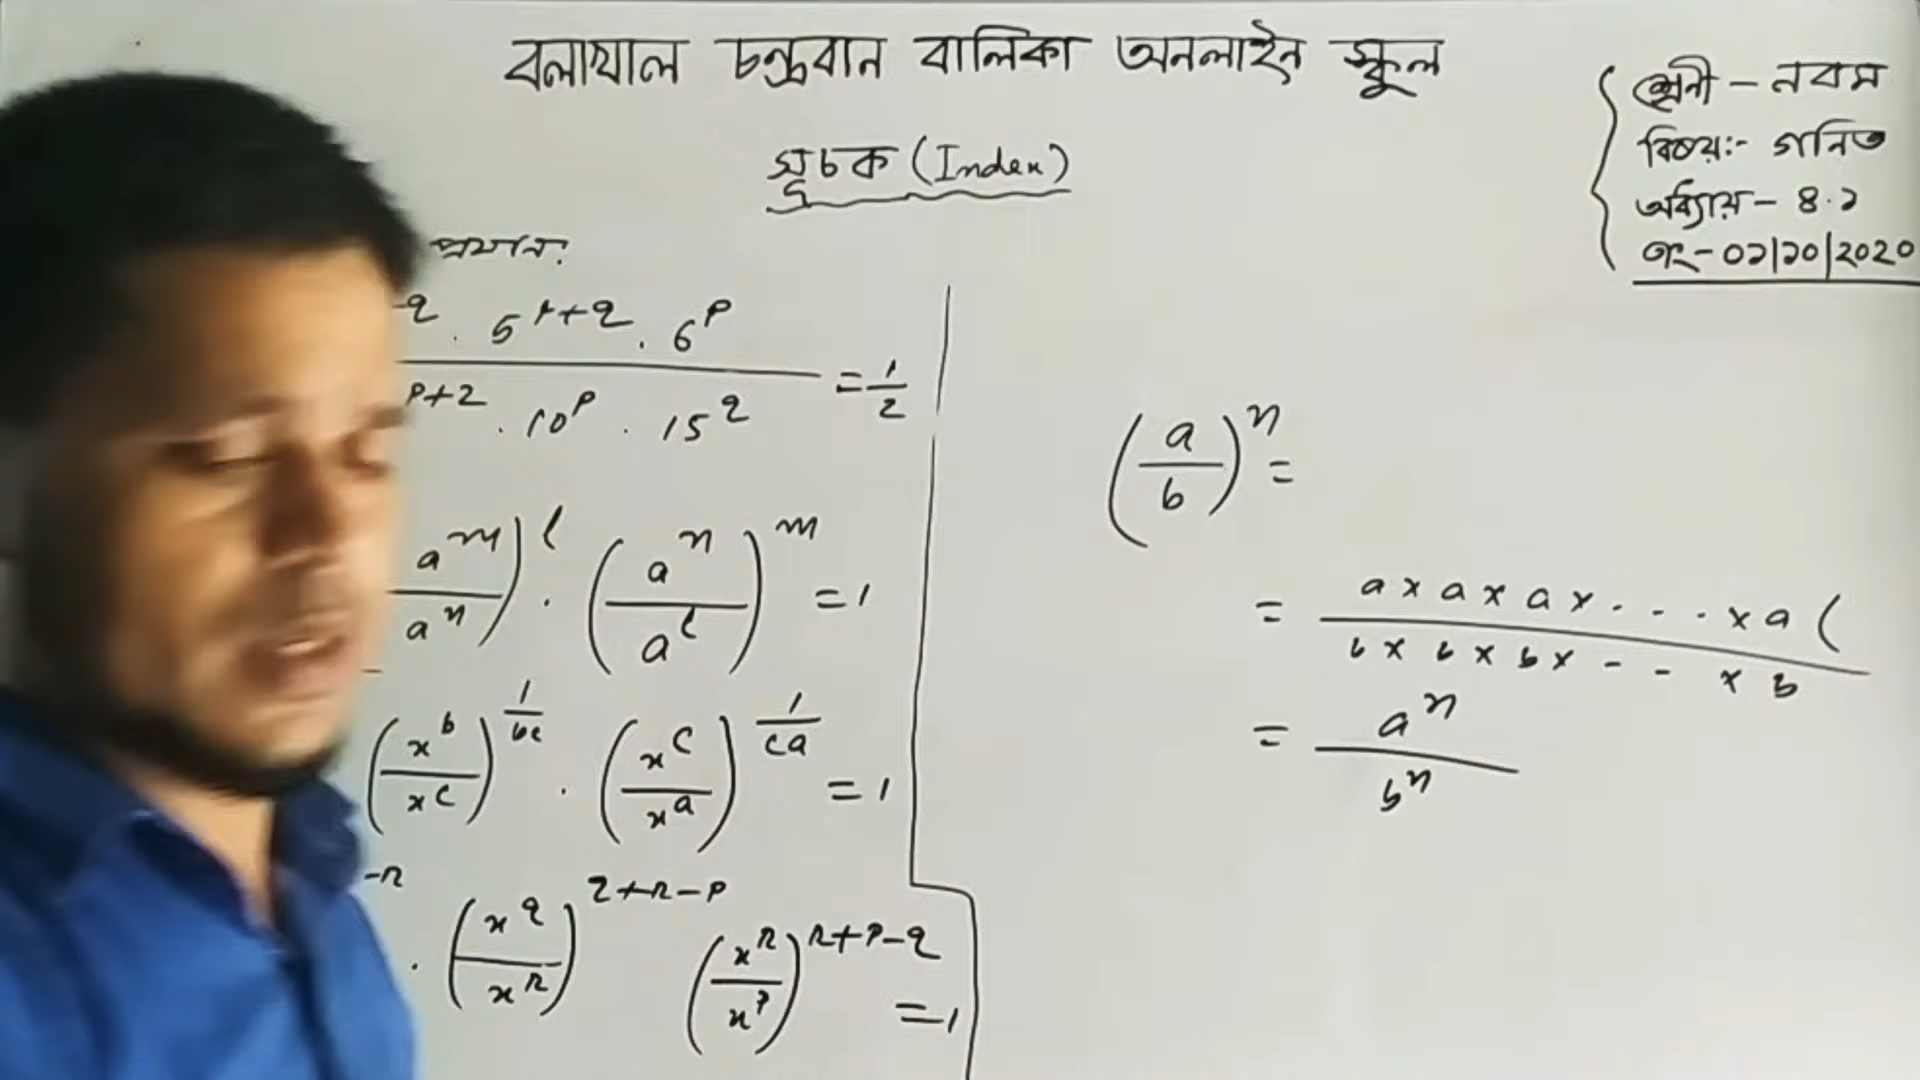 বলাখাল চন্দ্রবান বালিকা অনলাইন স্কুল
সূচক (Index)
শ্রেনী - নবম
বিষয়:- গনিত
অধ্যায় - ৪.১
তাং - ০১|১০|২০২০
প্রমান:
-q . 5^{r+q} . 6^p
p+2 . 10^p . 15^q = 1/2
a^m/a^n)^l . (a^n/a^l)^m = 1
(x^b/x^c)^{1/bc} . (x^c/x^a)^{1/ca} = 1
-r . (x^q/x^r)^{q+r-p} (x^r/x^p)^{r+p-q} = 1
(a/b)^n =
= a x a x a x . . . . x a (
b x b x b x - - x b
= a^n/b^n